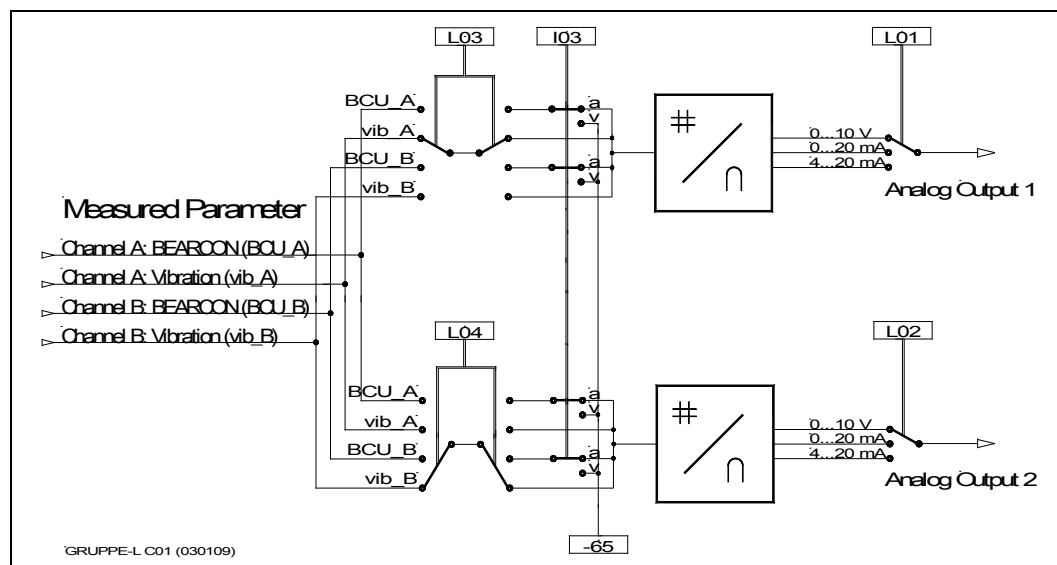 L03
I03
L01
BCU_A
vib_A
BCU_B
vib_B
a
v
a
v
#
∩
0...10 V
0...20 mA
4...20 mA
Analog Output 1
Measured Parameter
Channel A: BEARCON (BCU_A)
Channel A: Vibration (vib_A)
Channel B: BEARCON (BCU_B)
Channel B: Vibration (vib_B)
L04
L02
BCU_A
vib_A
BCU_B
vib_B
a
v
a
v
#
∩
0...10 V
0...20 mA
4...20 mA
Analog Output 2
-65
GRUPPE-L C01 (030109)